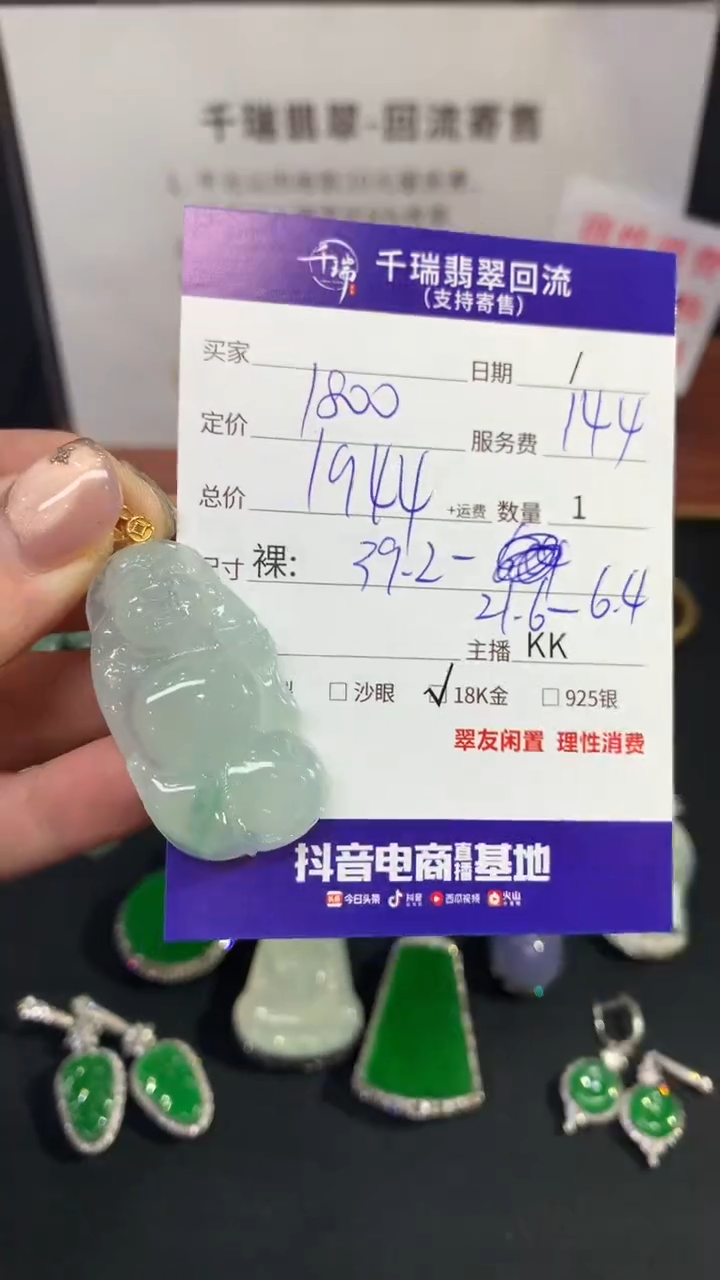 千瑞翡翠-回流寄售
千瑞
千瑞翡翠回流
(支持寄售)
买家 日期 /
定价 1800 服务费 144
总价 1944 +运费 数量 1
尺寸 裸: 39.2-
21.6-6.4
主播 KK
□沙眼 ✓18K金 □925银
翠友闲置 理性消费
抖音电商直播基地
今日头条 抖音 西瓜视频 火山